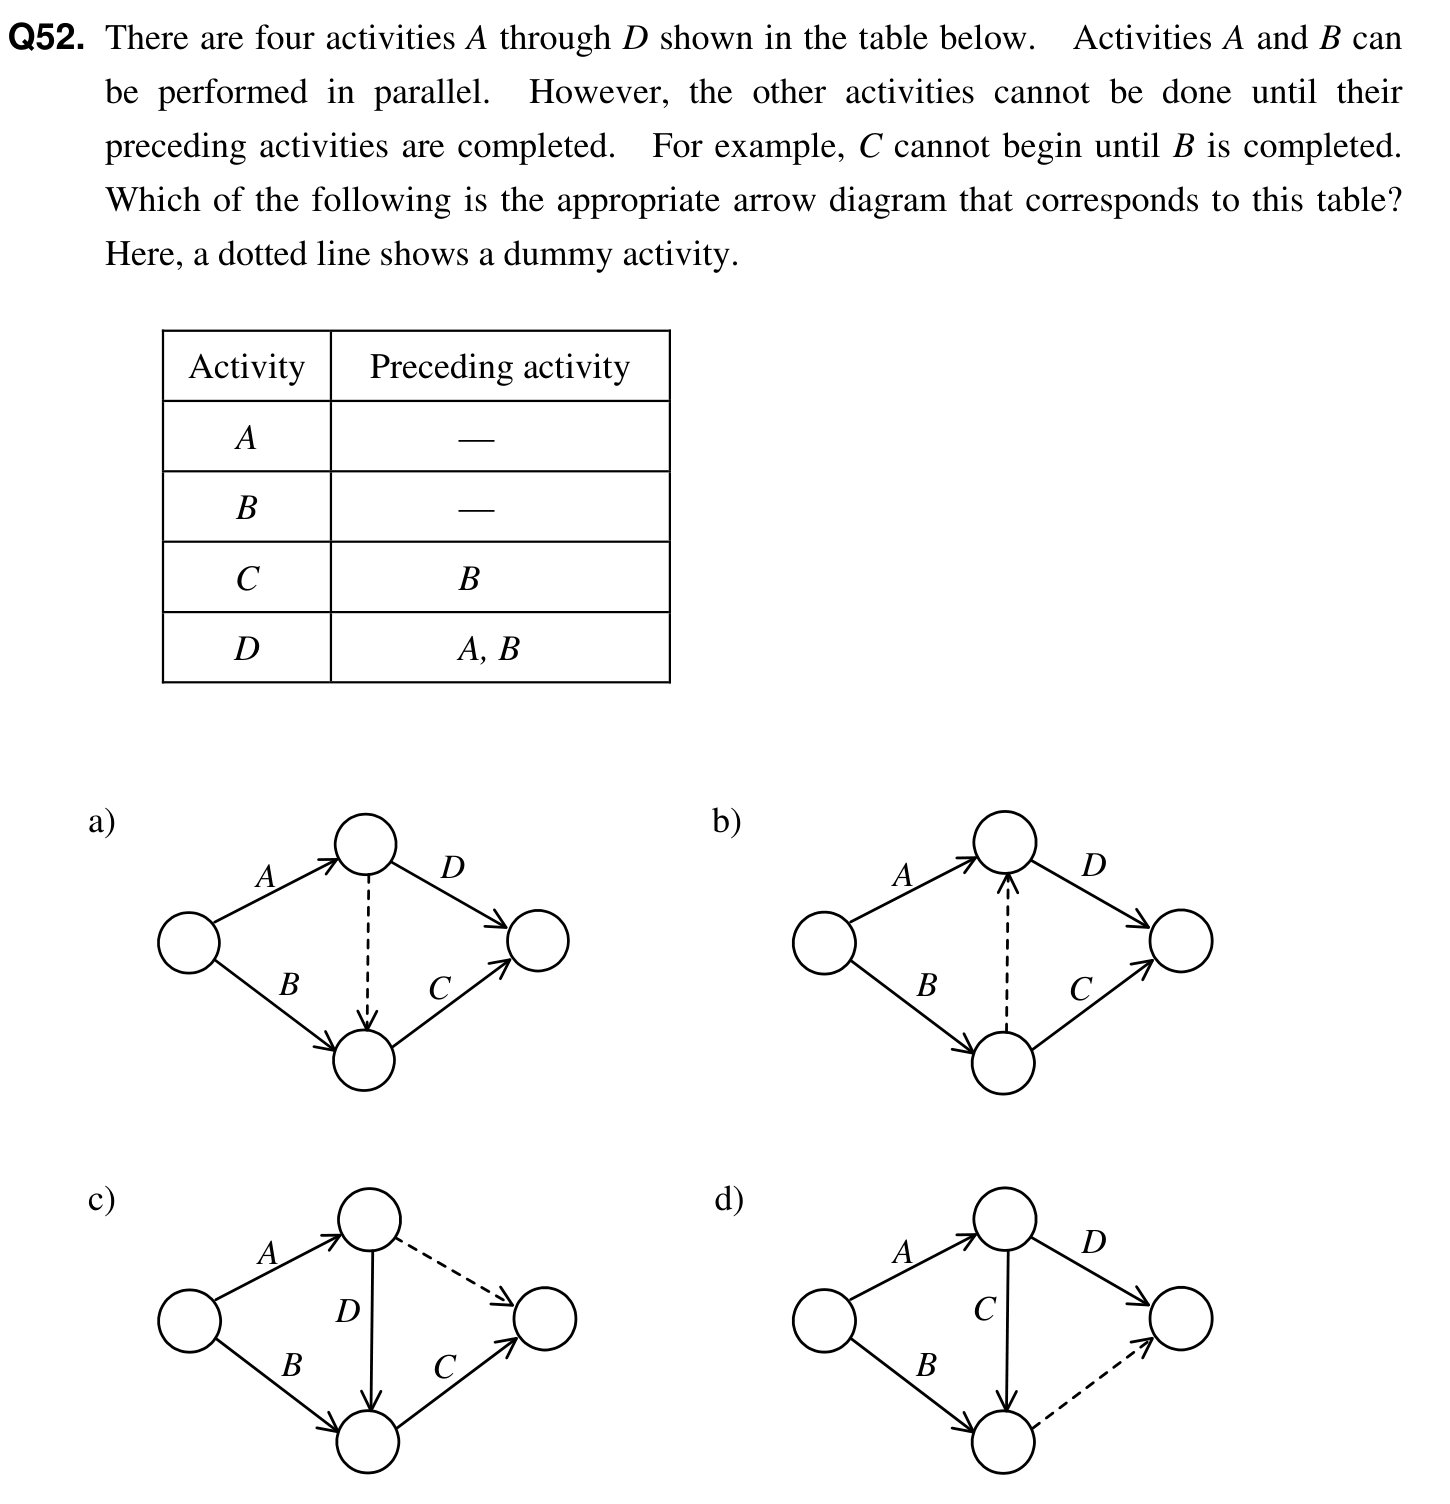 Q52. There are four activities A through D shown in the table below. Activities A and B can
be performed in parallel. However, the other activities cannot be done until their
preceding activities are completed. For example, C cannot begin until B is completed.
Which of the following is the appropriate arrow diagram that corresponds to this table?
Here, a dotted line shows a dummy activity.
Activity Preceding activity
A —
B —
C B
D A, B
a)
A D
B C
b)
A D
B C
c)
A
D
B C
d)
A D
C
B